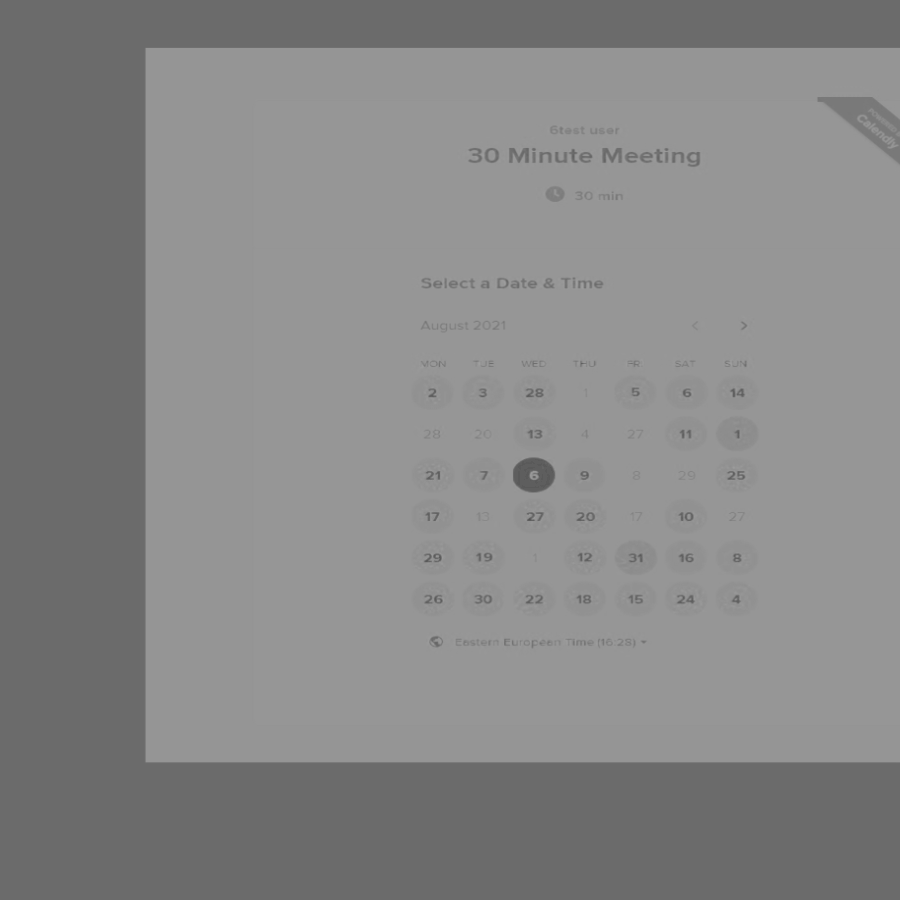 6test user
30 Minute Meeting
30 min
POWERED
Calendly
Select a Date & Time
August 2021
MON TUE WED THU FR SAT SUN
2 3 28 1 5 6 14
28 20 13 4 27 11 1
21 7 6 9 8 29 25
17 13 27 20 17 10 27
29 19 1 12 31 16 8
26 30 22 18 15 24 4
Eastern European Time (16:28)